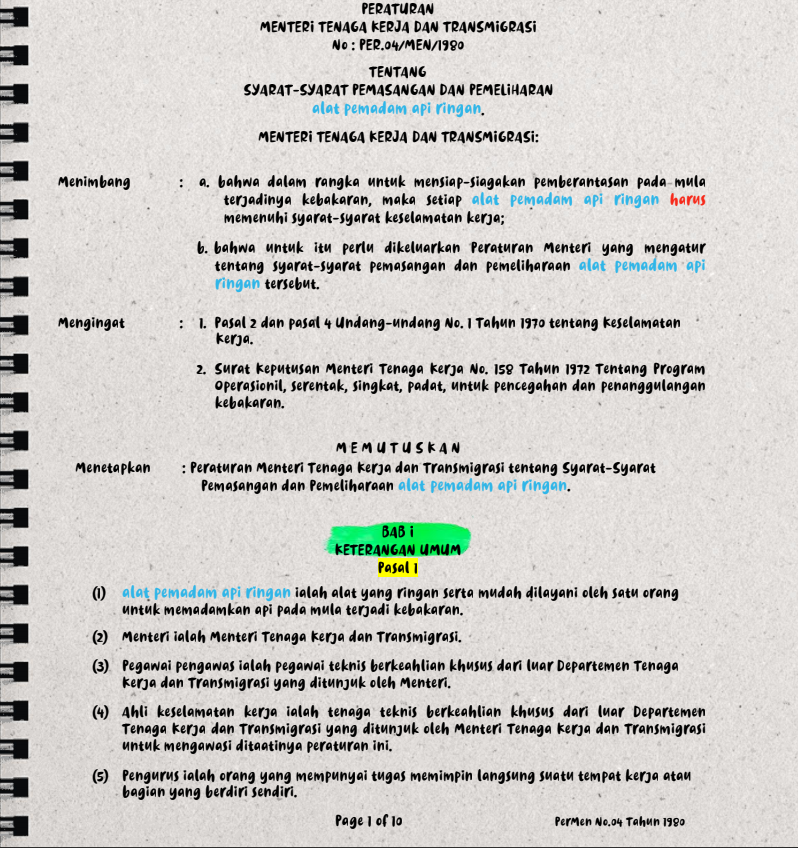 PERATURAN
MENTERI TENAGA KERJA DAN TRANSMIGRASI
No : PER.04/MEN/1980
TENTANG
SYARAT-SYARAT PEMASANGAN DAN PEMELIHARAN
alat pemadam api ringan.
MENTERI TENAGA KERJA DAN TRANSMIGRASI:
Menimbang : a. bahwa dalam rangka untuk mensiap-siagakan pemberantasan pada mula
terjadinya kebakaran, maka setiap alat pemadam api ringan harus
memenuhi syarat-syarat keselamatan kerja;
b. bahwa untuk itu perlu dikeluarkan Peraturan Menteri yang mengatur
tentang syarat-syarat pemasangan dan pemeliharaan alat pemadam api
ringan tersebut.
Mengingat : 1. Pasal 2 dan pasal 4 Undang-undang No. 1 Tahun 1970 tentang Keselamatan
Kerja.
2. Surat Keputusan Menteri Tenaga Kerja No. 158 Tahun 1972 Tentang Program
Operasionil, serentak, singkat, padat, untuk pencegahan dan penanggulangan
kebakaran.
M E M U T U S K A N
Menetapkan : Peraturan Menteri Tenaga Kerja dan Transmigrasi tentang Syarat-Syarat
Pemasangan dan Pemeliharaan alat pemadam api ringan.
BAB i
KETERANGAN UMUM
Pasal 1
(1) alat pemadam api ringan ialah alat yang ringan serta mudah dilayani oleh satu orang
untuk memadamkan api pada mula terjadi kebakaran.
(2) Menteri ialah Menteri Tenaga Kerja dan Transmigrasi.
(3) Pegawai pengawas ialah pegawai teknis berkeahlian khusus dari luar Departemen Tenaga
Kerja dan Transmigrasi yang ditunjuk oleh Menteri.
(4) Ahli keselamatan kerja ialah tenaga teknis berkeahlian khusus dari luar Departemen
Tenaga Kerja dan Transmigrasi yang ditunjuk oleh Menteri Tenaga Kerja dan Transmigrasi
untuk mengawasi ditaatinya peraturan ini.
(5) Pengurus ialah orang yang mempunyai tugas memimpin langsung suatu tempat kerja atau
bagian yang berdiri sendiri.
Page 1 of 10 PerMen No.04 Tahun 1980